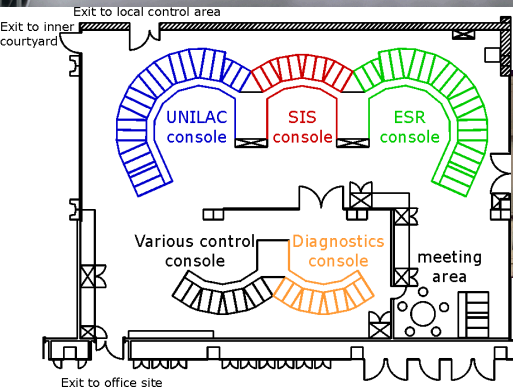 Exit to local control area
Exit to inner
courtyard
UNILAC
console
SIS
console
ESR
console
Various control
console
Diagnostics
console
meeting
area
Exit to office site